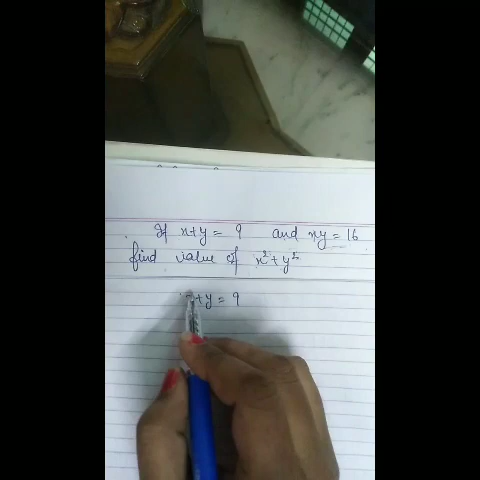 If x+y = 9 and xy = 16
find value of x² + y²
x+y = 9